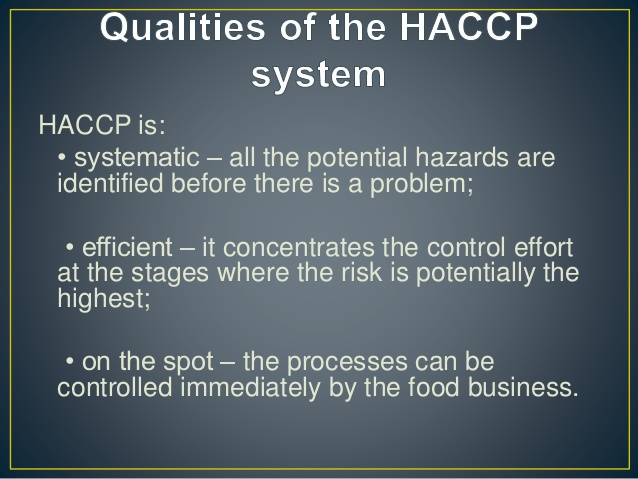 Qualities of the HACCP
system
HACCP is:
• systematic – all the potential hazards are
identified before there is a problem;
• efficient – it concentrates the control effort
at the stages where the risk is potentially the
highest;
• on the spot – the processes can be
controlled immediately by the food business.